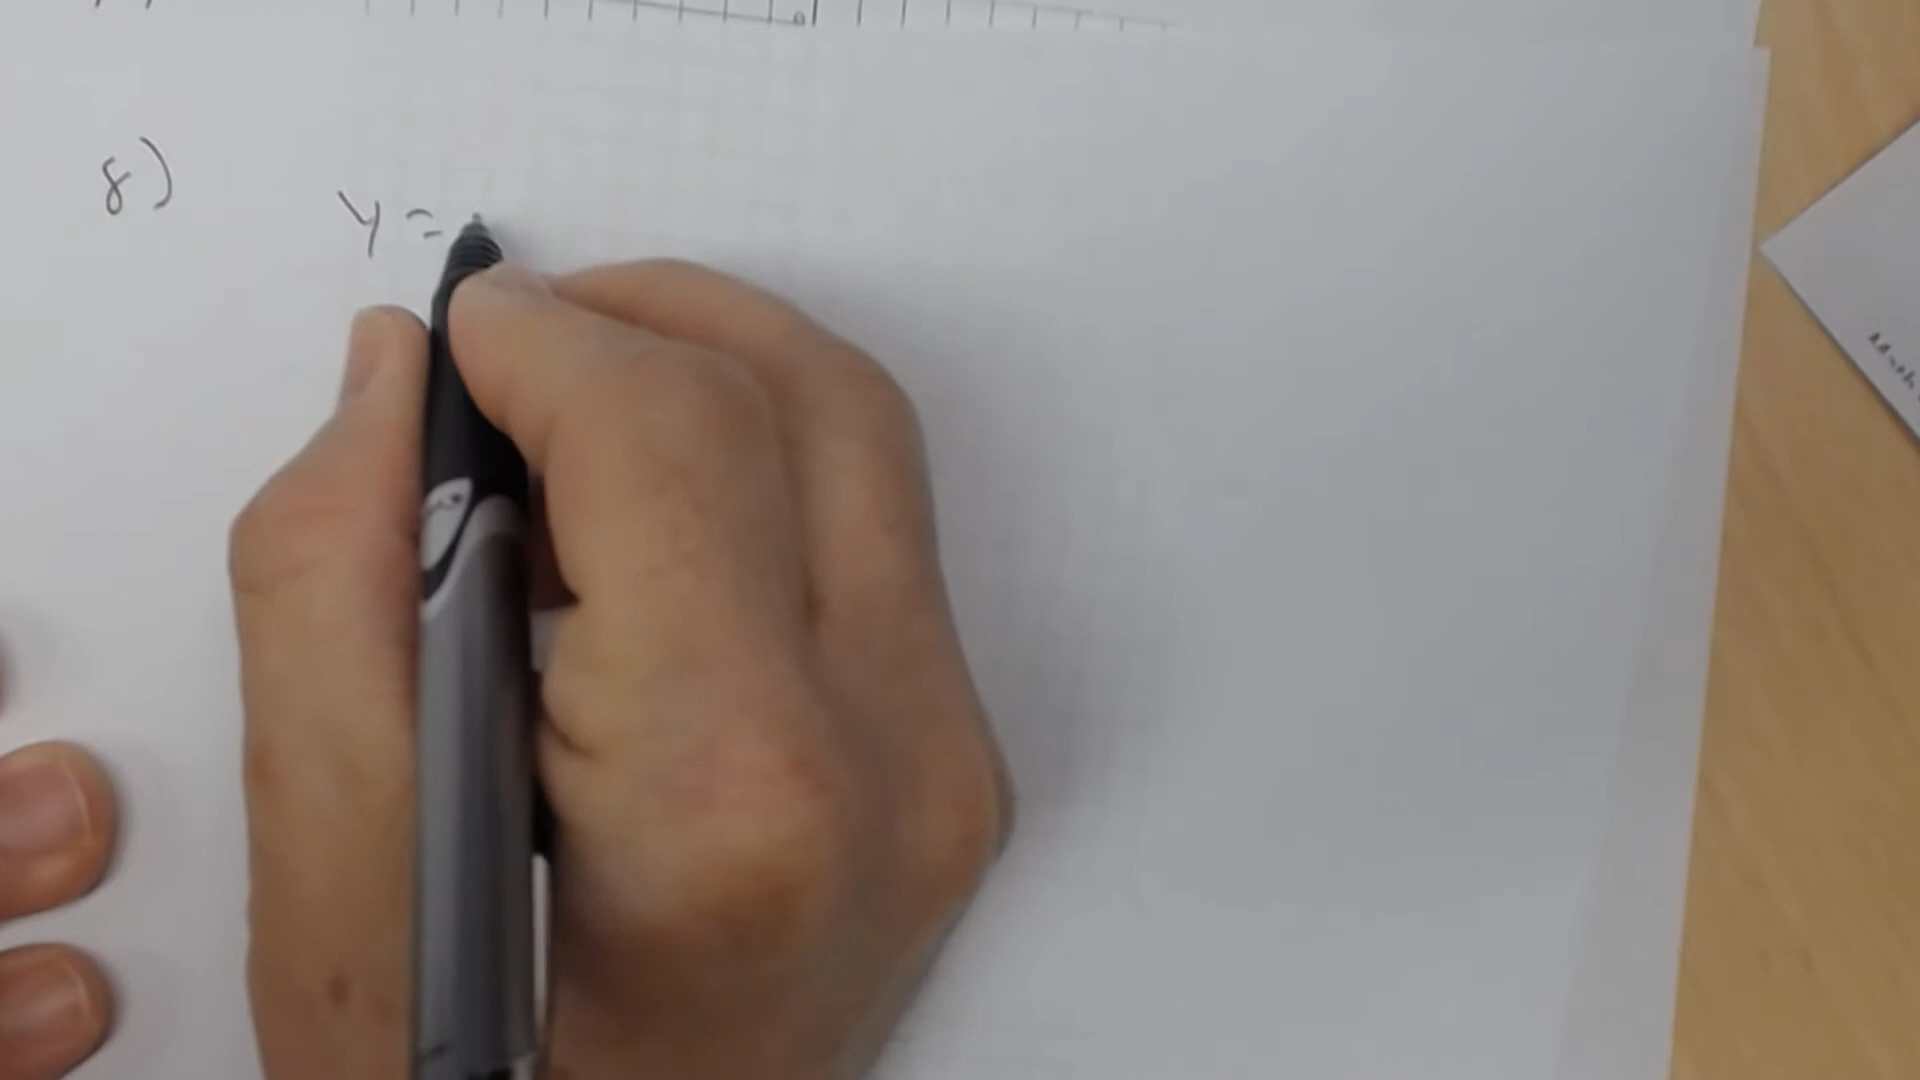 8) y =